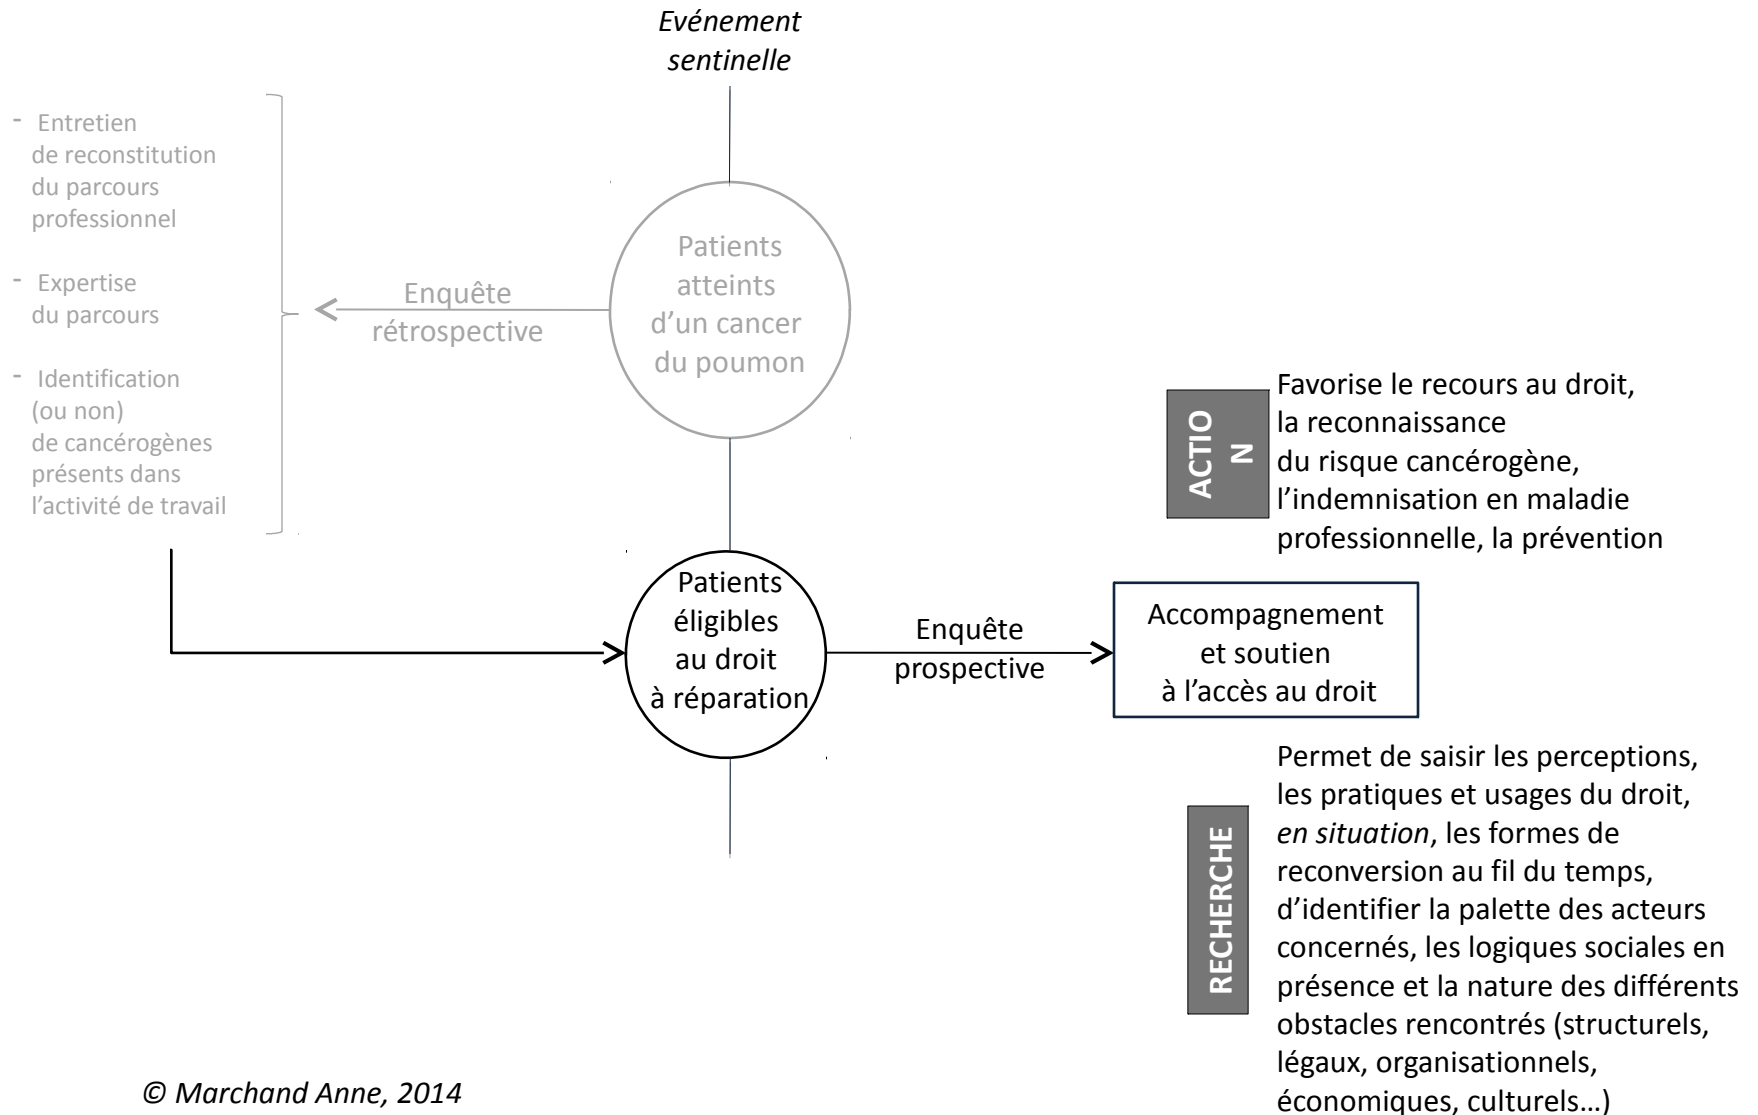 Evénement
sentinelle
- Entretien
de reconstitution
du parcours
professionnel
- Expertise
du parcours
- Identification
(ou non)
de cancérogènes
présents dans
l’activité de travail
Enquête
rétrospective
Patients
atteints
d’un cancer
du poumon
ACTIO
N
Favorise le recours au droit,
la reconnaissance
du risque cancérogène,
l’indemnisation en maladie
professionnelle, la prévention
Patients
éligibles
au droit
à réparation
Enquête
prospective
Accompagnement
et soutien
à l’accès au droit
RECHERCHE
Permet de saisir les perceptions,
les pratiques et usages du droit,
en situation, les formes de
reconversion au fil du temps,
d’identifier la palette des acteurs
concernés, les logiques sociales en
présence et la nature des différents
obstacles rencontrés (structurels,
légaux, organisationnels,
économiques, culturels…)
© Marchand Anne, 2014